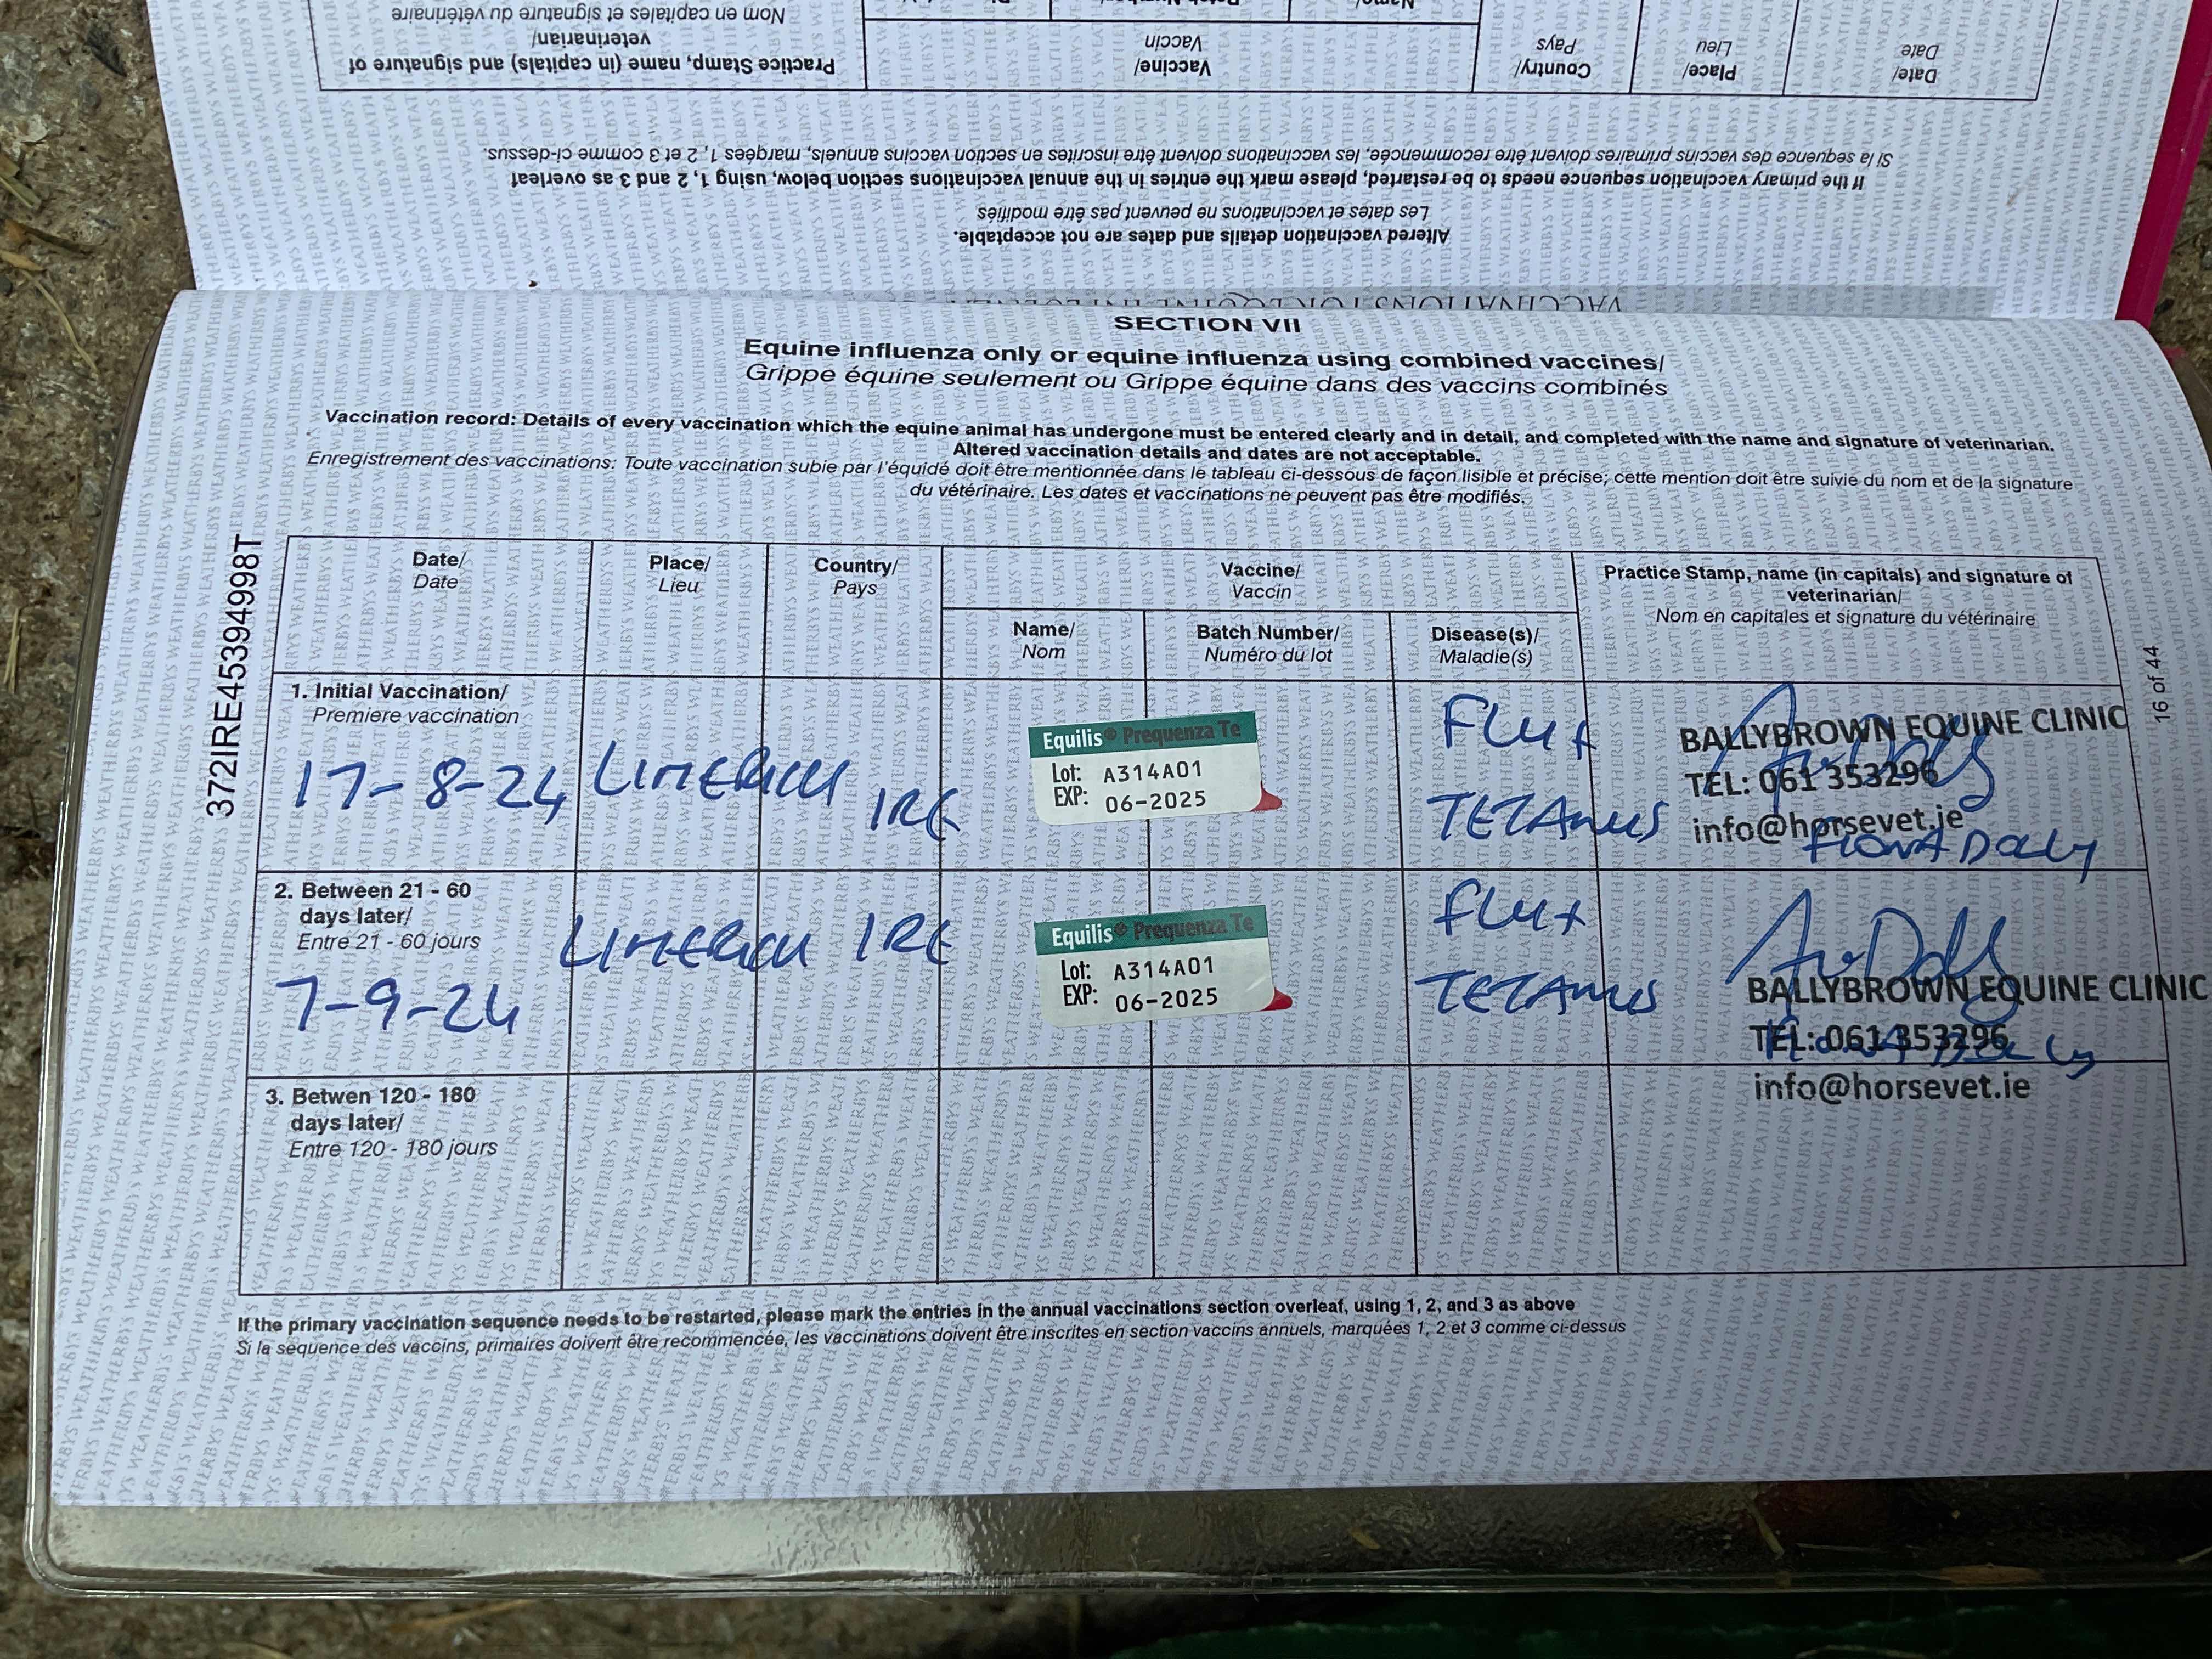 Nom en capitales et signature du vétérinaire
veterinarian/
Practice Stamp, name (in capitals) and signature of
Vaccin
Vaccine/
Pays
Country/
Lieu
Place/
Date
Date/
Si la séquence des vaccins primaires doivent être recommencée, les vaccinations doivent être inscrites en section vaccins annuels, marqées 1, 2 et 3 comme ci-dessus.
If the primary vaccination sequence needs to be restarted, please mark the entries in the annual vaccinations section below, using 1, 2 and 3 as overleaf
Les dates et vaccinations ne peuvent pas être modifiés
Altered vaccination details and dates are not acceptable.
SECTION VII
Equine influenza only or equine influenza using combined vaccines/
Grippe équine seulement ou Grippe équine dans des vaccins combinés
Vaccination record: Details of every vaccination which the equine animal has undergone must be entered clearly and in detail, and completed with the name and signature of veterinarian.
Altered vaccination details and dates are not acceptable.
Enregistrement des vaccinations: Toute vaccination subie par l'équidé doit être mentionnée dans le tableau ci-dessous de façon lisible et précise; cette mention doit être suivie du nom et de la signature
du vétérinaire. Les dates et vaccinations ne peuvent pas être modifiés.
372IRE45394998T
16 of 44
Date/
Date
Place/
Lieu
Country/
Pays
Vaccine/
Vaccin
Practice Stamp, name (in capitals) and signature of
veterinarian/
Nom en capitales et signature du vétérinaire
Name/
Nom
Batch Number/
Numéro du lot
Disease(s)/
Maladie(s)
1. Initial Vaccination/
Premiere vaccination
17-8-24
LIMERICK
IRE
Equilis® Prequenza Te
Lot: A314A01
EXP: 06-2025
FLU +
TETANUS
BALLYBROWN EQUINE CLINIC
TEL: 061 353296
info@horsevet.ie
2. Between 21 - 60
days later/
Entre 21 - 60 jours
7-9-24
LIMERICK
IRE
Equilis® Prequenza Te
Lot: A314A01
EXP: 06-2025
FLU +
TETANUS
BALLYBROWN EQUINE CLINIC
TEL: 061 353296
info@horsevet.ie
3. Betwen 120 - 180
days later/
Entre 120 - 180 jours
If the primary vaccination sequence needs to be restarted, please mark the entries in the annual vaccinations section overleaf, using 1, 2, and 3 as above
Si la séquence des vaccins, primaires doivent être recommencée, les vaccinations doivent être inscrites en section vaccins annuels, marquées 1, 2 et 3 comme ci-dessus